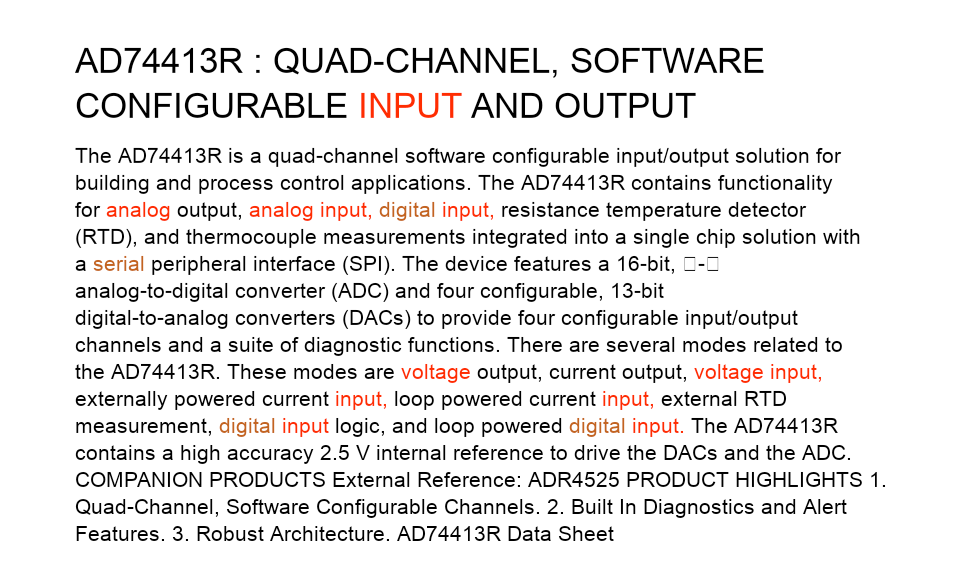 AD74413R : QUAD-CHANNEL, SOFTWARE
CONFIGURABLE INPUT AND OUTPUT
The AD74413R is a quad-channel software configurable input/output solution for
building and process control applications. The AD74413R contains functionality
for analog output, analog input, digital input, resistance temperature detector
(RTD), and thermocouple measurements integrated into a single chip solution with
a serial peripheral interface (SPI). The device features a 16-bit, □-□
analog-to-digital converter (ADC) and four configurable, 13-bit
digital-to-analog converters (DACs) to provide four configurable input/output
channels and a suite of diagnostic functions. There are several modes related to
the AD74413R. These modes are voltage output, current output, voltage input,
externally powered current input, loop powered current input, external RTD
measurement, digital input logic, and loop powered digital input. The AD74413R
contains a high accuracy 2.5 V internal reference to drive the DACs and the ADC.
COMPANION PRODUCTS External Reference: ADR4525 PRODUCT HIGHLIGHTS 1.
Quad-Channel, Software Configurable Channels. 2. Built In Diagnostics and Alert
Features. 3. Robust Architecture. AD74413R Data Sheet